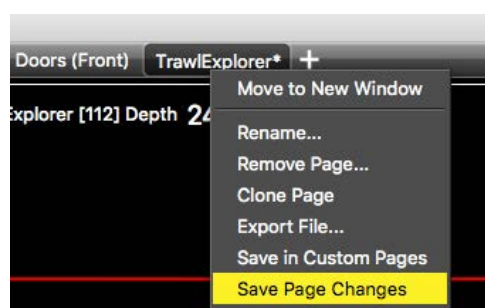 Doors (Front) TrawlExplorer* +
Move to New Window
Explorer [112] Depth 24
Rename...
Remove Page...
Clone Page
Export File...
Save in Custom Pages
Save Page Changes